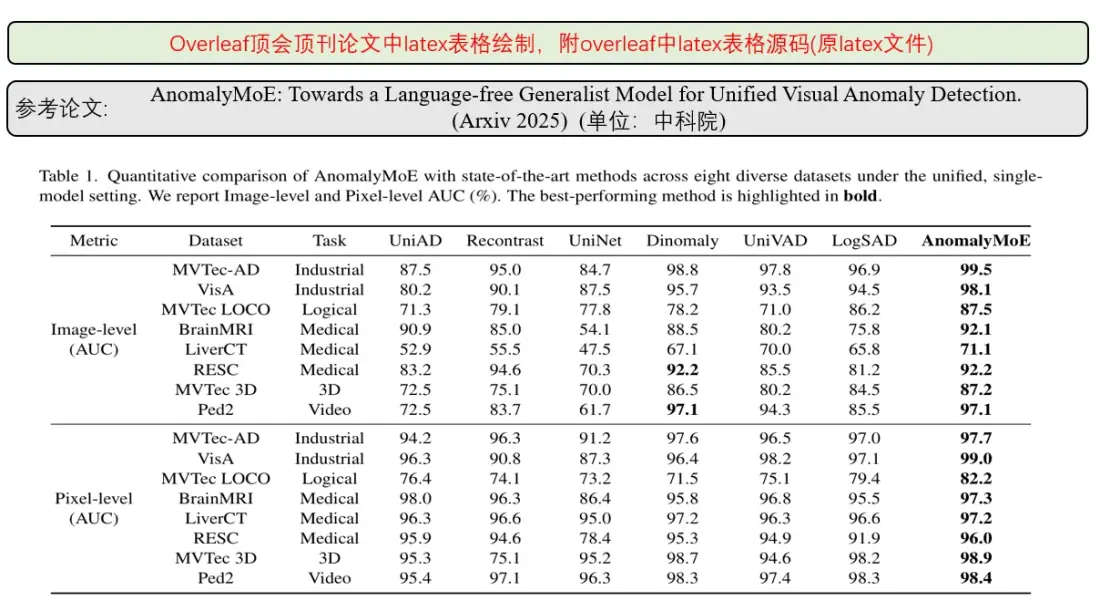 Overleaf顶会顶刊论文中latex表格绘制，附overleaf中latex表格源码(原latex文件)
参考论文:
AnomalyMoE: Towards a Language-free Generalist Model for Unified Visual Anomaly Detection.
(Arxiv 2025) (单位：中科院)
Table 1. Quantitative comparison of AnomalyMoE with state-of-the-art methods across eight diverse datasets under the unified, single-
model setting. We report Image-level and Pixel-level AUC (%). The best-performing method is highlighted in bold.
Metric Dataset Task UniAD Recontrast UniNet Dinomaly UniVAD LogSAD AnomalyMoE
Image-level
(AUC)
MVTec-AD Industrial 87.5 95.0 84.7 98.8 97.8 96.9 99.5
VisA Industrial 80.2 90.1 87.5 95.7 93.5 94.5 98.1
MVTec LOCO Logical 71.3 79.1 77.8 78.2 71.0 86.2 87.5
BrainMRI Medical 90.9 85.0 54.1 88.5 80.2 75.8 92.1
LiverCT Medical 52.9 55.5 47.5 67.1 70.0 65.8 71.1
RESC Medical 83.2 94.6 70.3 92.2 85.5 81.2 92.2
MVTec 3D 3D 72.5 75.1 70.0 86.5 80.2 84.5 87.2
Ped2 Video 72.5 83.7 61.7 97.1 94.3 85.5 97.1
Pixel-level
(AUC)
MVTec-AD Industrial 94.2 96.3 91.2 97.6 96.5 97.0 97.7
VisA Industrial 96.3 90.8 87.3 96.4 98.2 97.1 99.0
MVTec LOCO Logical 76.4 74.1 73.2 71.5 75.1 79.4 82.2
BrainMRI Medical 98.0 96.3 86.4 95.8 96.8 95.5 97.3
LiverCT Medical 96.3 96.6 95.0 97.2 96.3 96.6 97.2
RESC Medical 95.9 94.6 78.4 95.3 94.9 91.9 96.0
MVTec 3D 3D 95.3 75.1 95.2 98.7 94.6 98.2 98.9
Ped2 Video 95.4 97.1 96.3 98.3 97.4 98.3 98.4